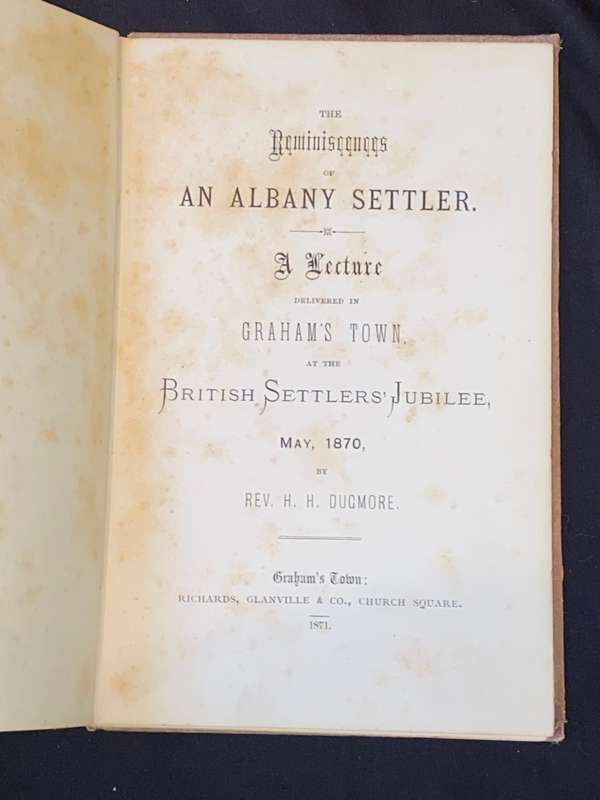 THE
Reminiscences
OF
AN ALBANY SETTLER.
A Lecture
DELIVERED IN
GRAHAM'S TOWN,
AT THE
BRITISH SETTLERS' JUBILEE,
MAY, 1870,
BY
REV. H. H. DUGMORE.
Graham's Town:
RICHARDS, GLANVILLE & CO., CHURCH SQUARE.
1871.